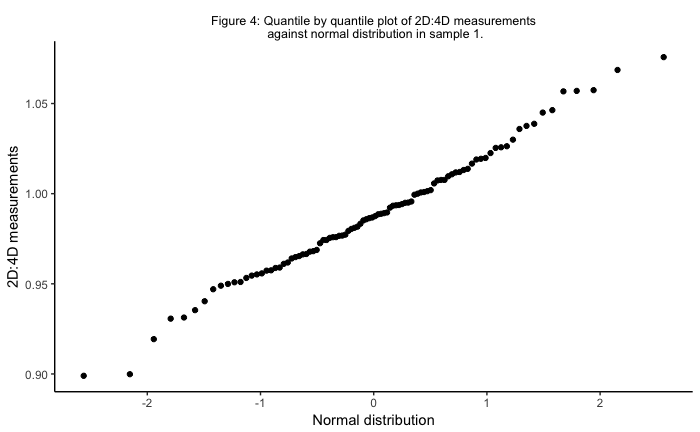 Figure 4: Quantile by quantile plot of 2D:4D measurements
against normal distribution in sample 1.
2D:4D measurements
1.05
1.00
0.95
0.90
-2
-1
0
1
2
Normal distribution